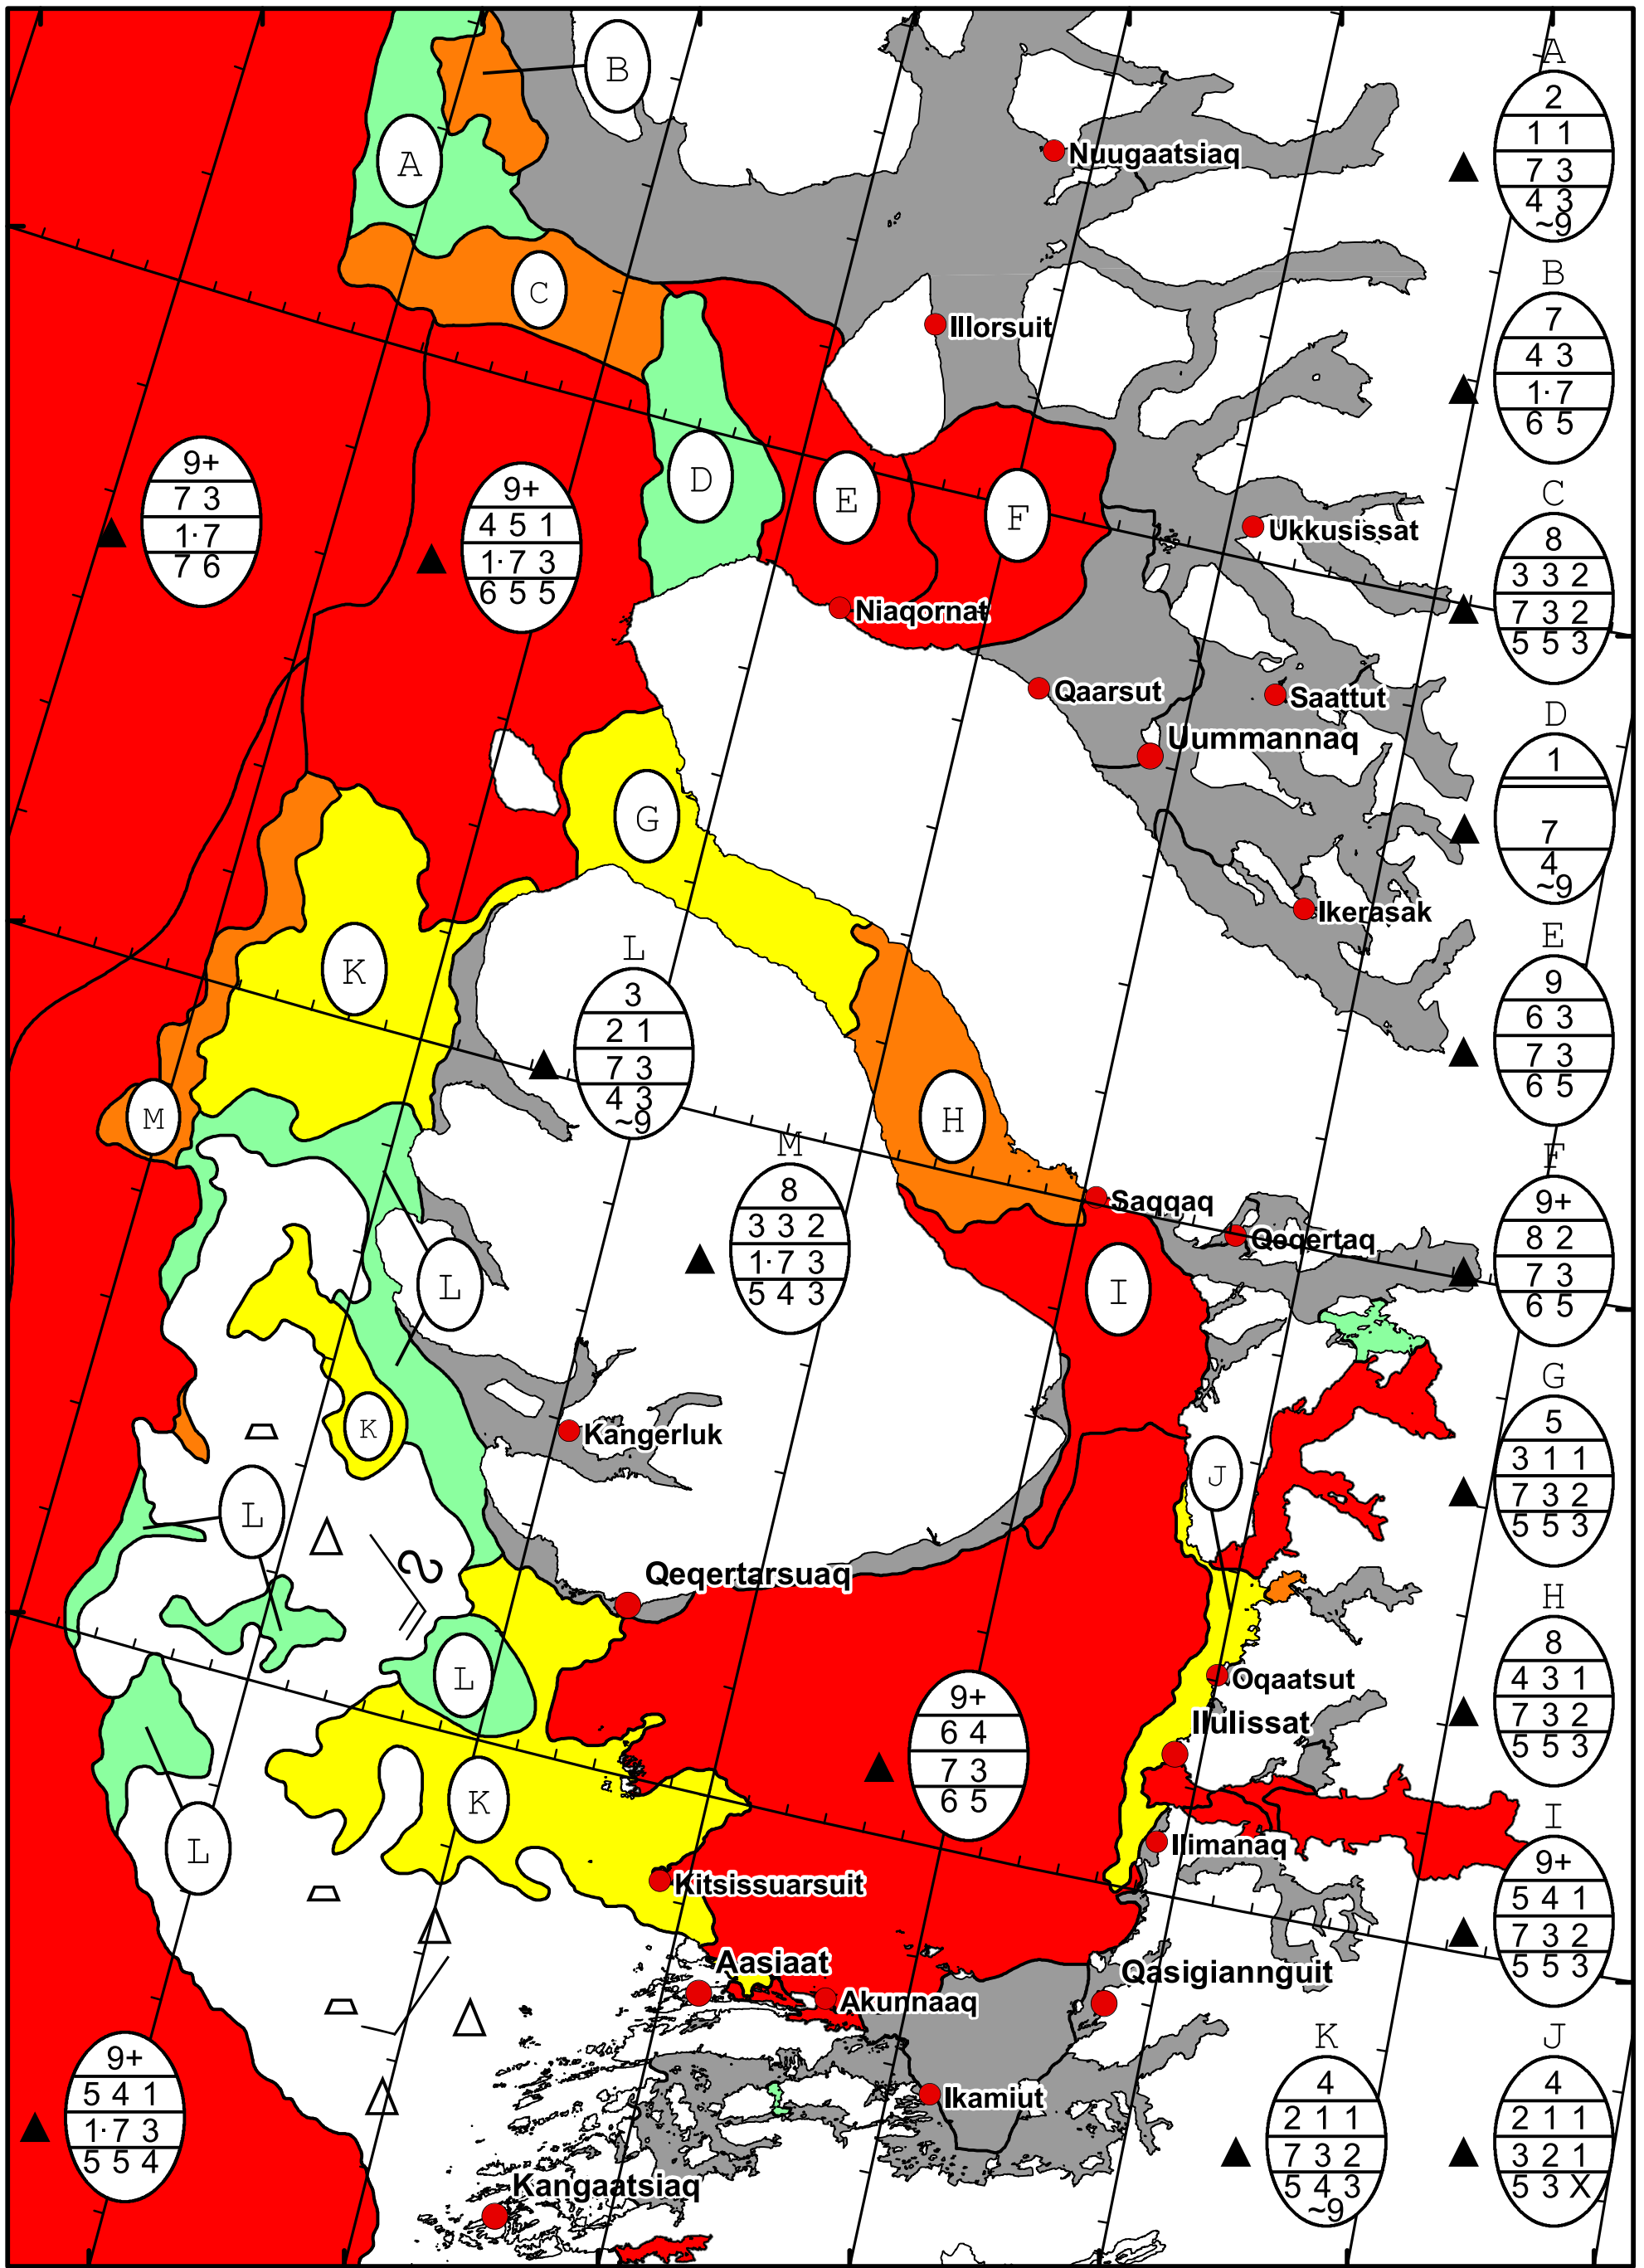 A
2
1 1
7 3
4 3
~9
B
7
4 3
1· 7
6 5
C
8
3 3 2
7 3 2
5 5 3
D
1
7
4
~9
E
9
6 3
7 3
6 5
F
9+
8 2
7 3
6 5
G
5
3 1 1
7 3 2
5 5 3
H
8
4 3 1
7 3 2
5 5 3
I
9+
5 4 1
7 3 2
5 5 3
J
4
2 1 1
3 2 1
5 3 X
K
4
2 1 1
7 3 2
5 4 3
~9
L
3
2 1
7 3
4 3
~9
M
8
3 3 2
1· 7 3
5 4 3
9+
7 3
1· 7
7 6
9+
4 5 1
1· 7 3
6 5 5
9+
6 4
7 3
6 5
9+
5 4 1
1· 7 3
5 5 4
B
A
C
D
E
F
G
K
M
H
L
I
K
J
L
L
K
L
Nuugaatsiaq
Illorsuit
Ukkusissat
Niaqornat
Qaarsut
Saattut
Uummannaq
Ikerasak
Saqqaq
Qeqertaq
Kangerluk
Qeqertarsuaq
Oqaatsut
Ilulissat
Ilimanaq
Kitsissuarsuit
Aasiaat
Akunnaaq
Qasigiannguit
Ikamiut
Kangaatsiaq